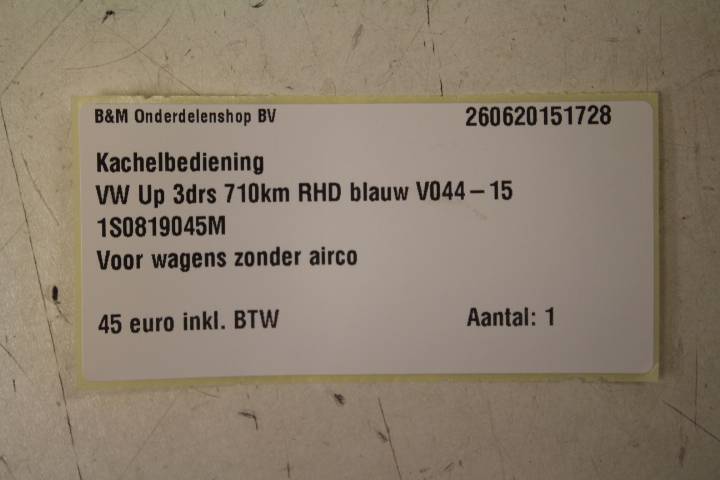 B&M Onderdelenshop BV 260620151728
Kachelbediening
VW Up 3drs 710km RHD blauw V044-15
1S0819045M
Voor wagens zonder airco
45 euro inkl. BTW Aantal: 1